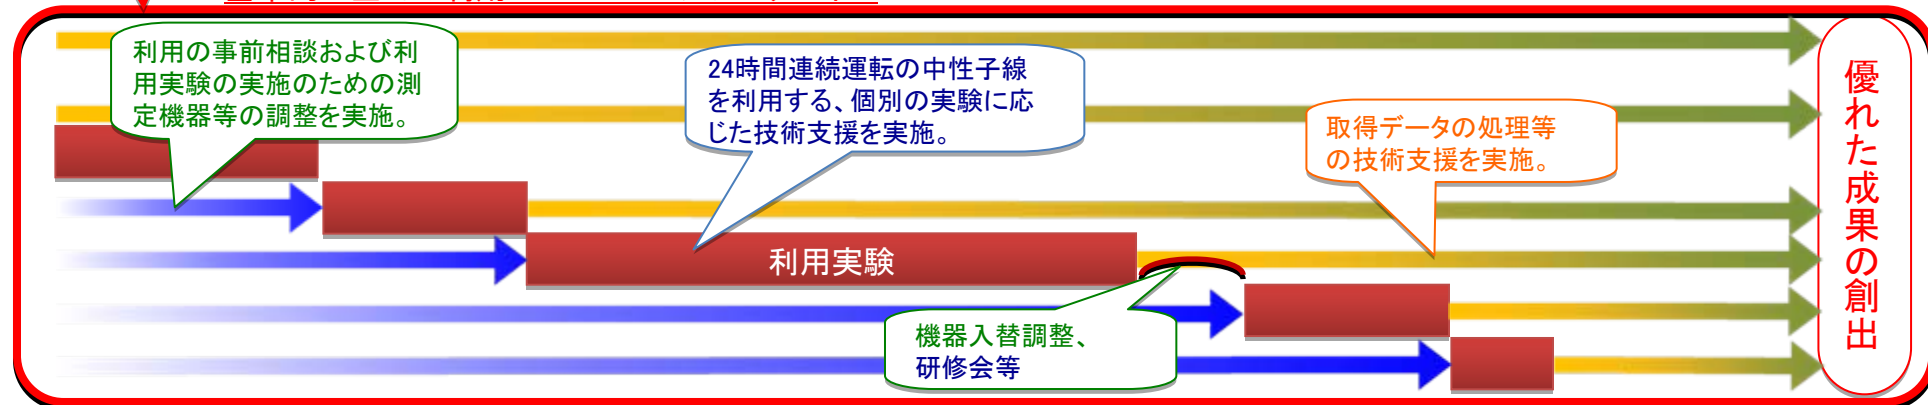 利用の事前相談および利
用実験の実施のための測
定機器等の調整を実施。
24時間連続運転の中性子線
を利用する、個別の実験に応
じた技術支援を実施。
取得データの処理等
の技術支援を実施。
利用実験
機器入替調整、
研修会等
優れた成果の創出